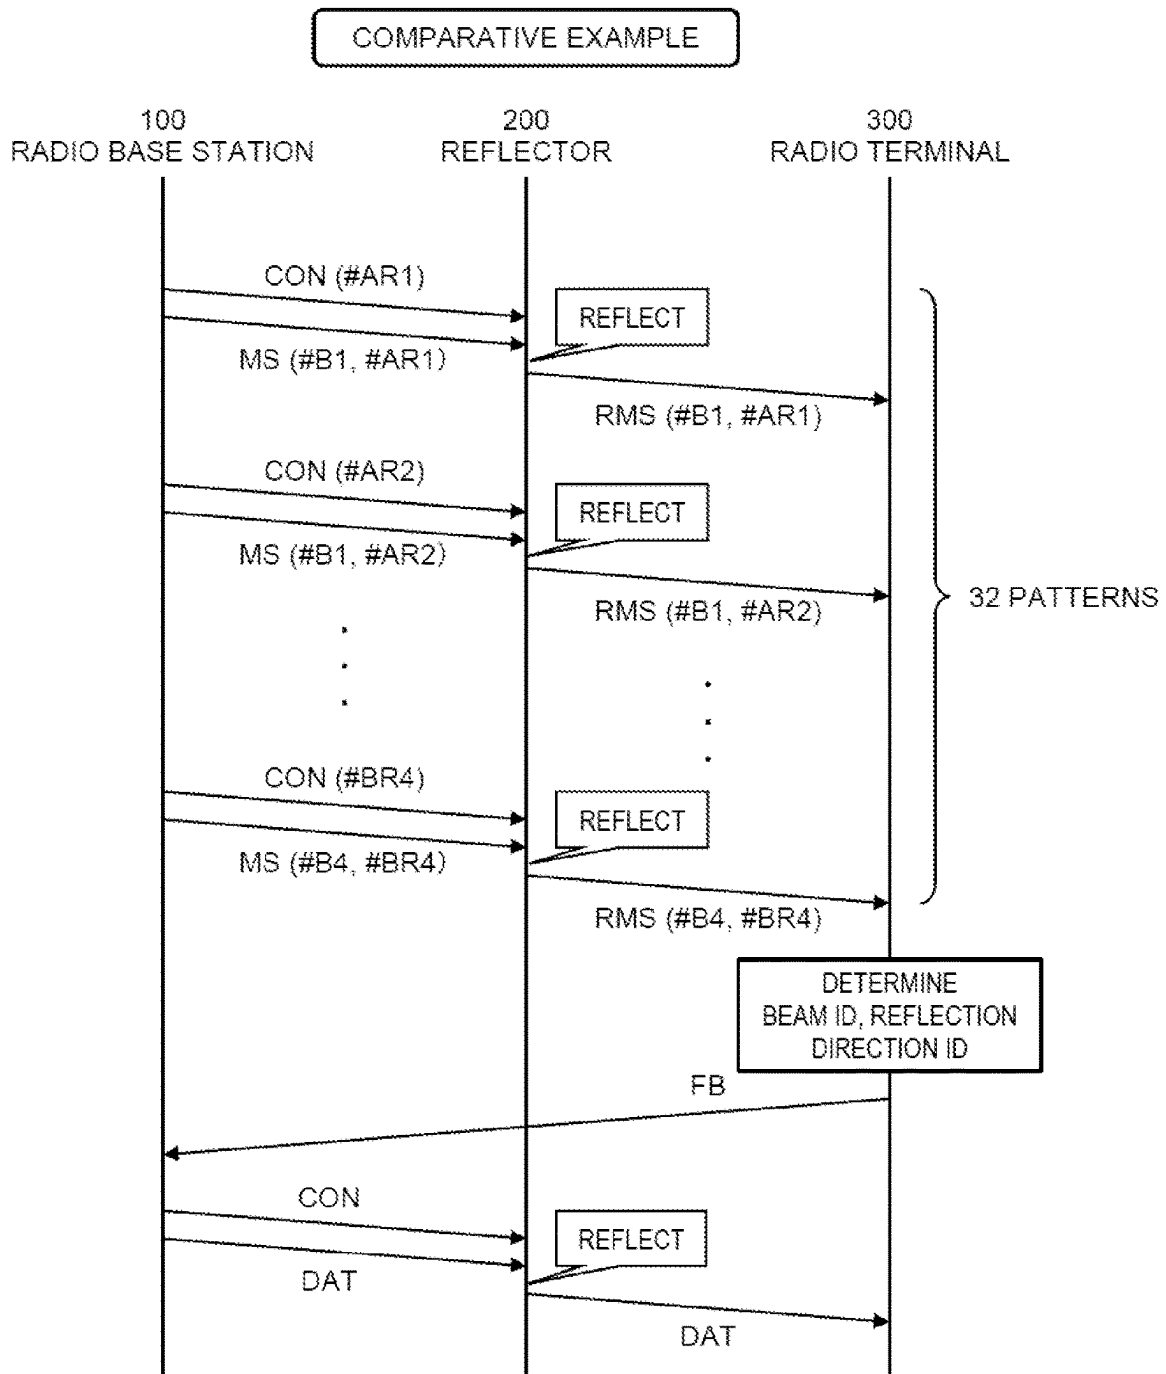 COMPARATIVE EXAMPLE
100
RADIO BASE STATION
200
REFLECTOR
300
RADIO TERMINAL
CON (#AR1)
REFLECT
MS (#B1, #AR1)
RMS (#B1, #AR1)
CON (#AR2)
REFLECT
MS (#B1, #AR2)
RMS (#B1, #AR2)
32 PATTERNS
CON (#BR4)
REFLECT
MS (#B4, #BR4)
RMS (#B4, #BR4)
DETERMINE
BEAM ID, REFLECTION
DIRECTION ID
FB
CON
REFLECT
DAT
DAT